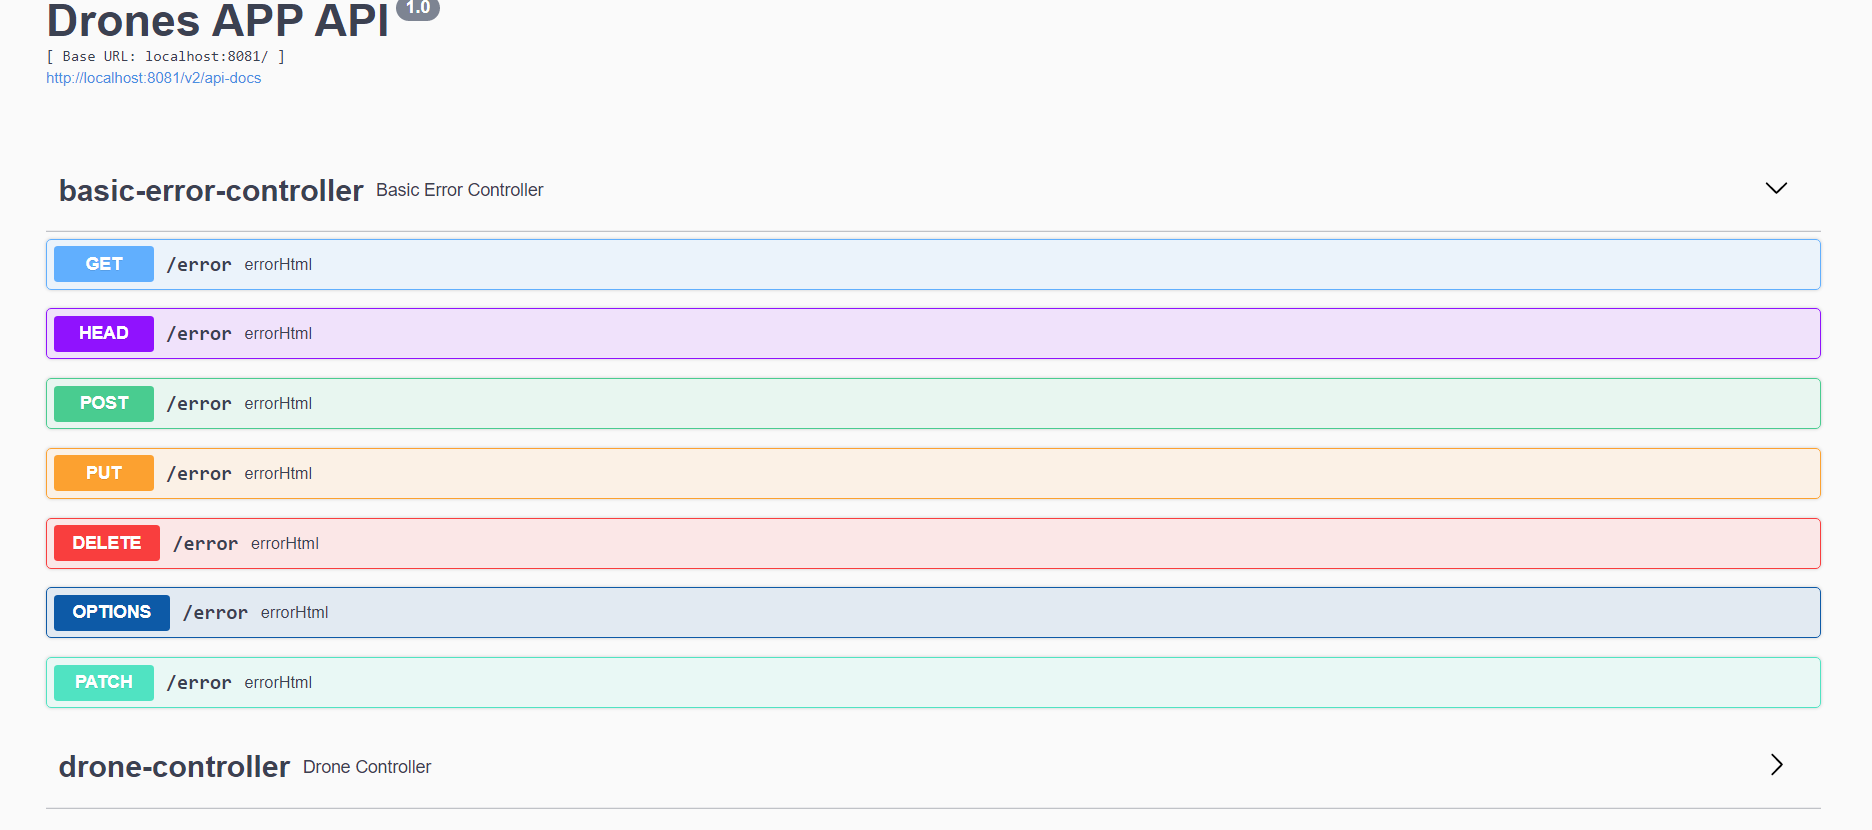 Drones APP API 1.0
[ Base URL: localhost:8081/ ]
http://localhost:8081/v2/api-docs
basic-error-controller Basic Error Controller
GET /error errorHtml
HEAD /error errorHtml
POST /error errorHtml
PUT /error errorHtml
DELETE /error errorHtml
OPTIONS /error errorHtml
PATCH /error errorHtml
drone-controller Drone Controller